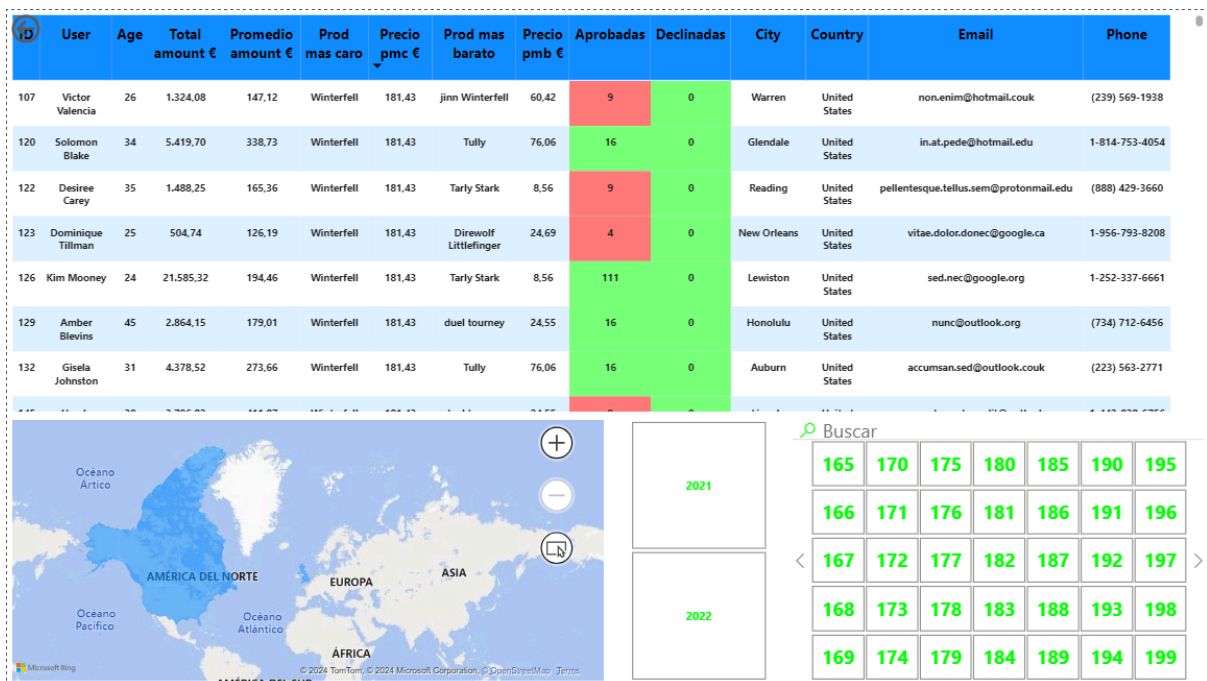 ID User Age Total amount € Promedio amount € Prod mas caro Precio pmc € Prod mas barato Precio pmb € Aprobadas Declinadas City Country Email Phone
107 Victor Valencia 26 1.324,08 147,12 Winterfell 181,43 jinn Winterfell 60,42 9 0 Warren United States non.enim@hotmail.couk (239) 569-1938
120 Solomon Blake 34 5.419,70 338,73 Winterfell 181,43 Tully 76,06 16 0 Glendale United States in.at.pede@hotmail.edu 1-814-753-4054
122 Desiree Carey 35 1.488,25 165,36 Winterfell 181,43 Tarly Stark 8,56 9 0 Reading United States pellentesque.tellus.sem@protonmail.edu (888) 429-3660
123 Dominique Tillman 25 504,74 126,19 Winterfell 181,43 Direwolf Littlefinger 24,69 4 0 New Orleans United States vitae.dolor.donec@google.ca 1-956-793-8208
126 Kim Mooney 24 21.585,32 194,46 Winterfell 181,43 Tarly Stark 8,56 111 0 Lewiston United States sed.nec@google.org 1-252-337-6661
129 Amber Blevins 45 2.864,15 179,01 Winterfell 181,43 duel tourney 24,55 16 0 Honolulu United States nunc@outlook.org (734) 712-6456
132 Gisela Johnston 31 4.378,52 273,66 Winterfell 181,43 Tully 76,06 16 0 Auburn United States accumsan.sed@outlook.couk (223) 563-2771
Océano Ártico
AMÉRICA DEL NORTE
EUROPA
ASIA
Océano Pacífico
Océano Atlántico
ÁFRICA
AMÉRICA DEL SUR
Microsoft Bing
© 2024 TomTom, © 2024 Microsoft Corporation, © OpenStreetMap Terms
2021
2022
Buscar
165 170 175 180 185 190 195
166 171 176 181 186 191 196
167 172 177 182 187 192 197
168 173 178 183 188 193 198
169 174 179 184 189 194 199